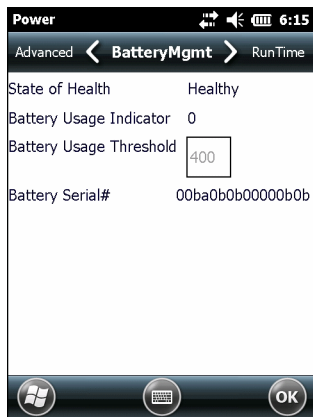 Power 6:15
Advanced BatteryMgmt RunTime
State of Health Healthy
Battery Usage Indicator 0
Battery Usage Threshold 400
Battery Serial# 00ba0b0b00000b0b
OK